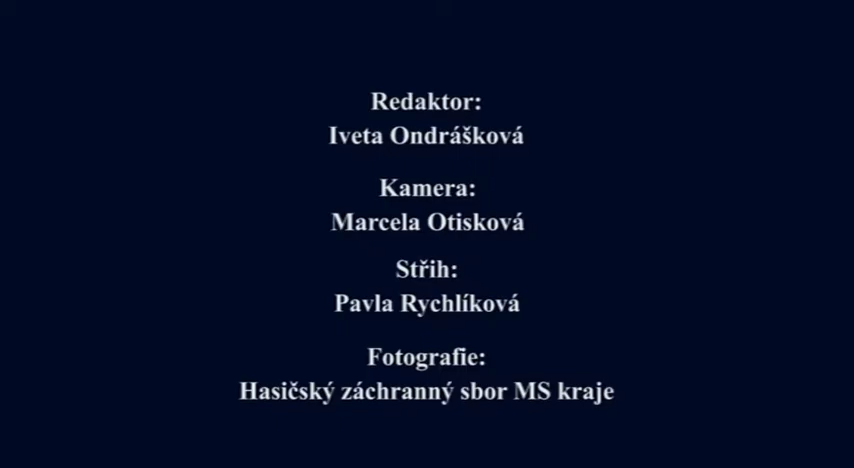 Redaktor:
Iveta Ondrášková
Kamera:
Marcela Otisková
Střih:
Pavla Rychlíková
Fotografie:
Hasičský záchranný sbor MS kraje